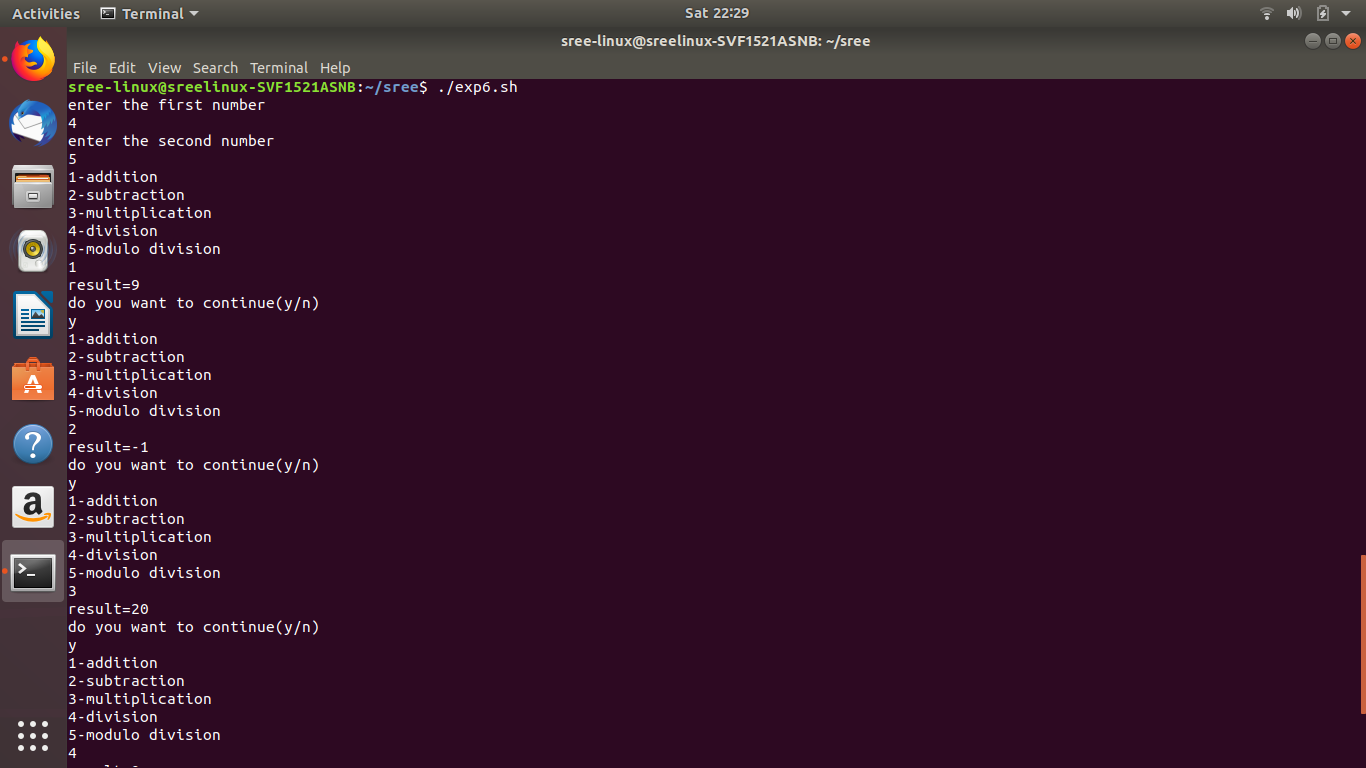 Activities Terminal Sat 22:29
sree-linux@sreelinux-SVF1521ASNB: ~/sree
File Edit View Search Terminal Help
sree-linux@sreelinux-SVF1521ASNB:~/sree$ ./exp6.sh
enter the first number
4
enter the second number
5
1-addition
2-subtraction
3-multiplication
4-division
5-modulo division
1
result=9
do you want to continue(y/n)
y
1-addition
2-subtraction
3-multiplication
4-division
5-modulo division
2
result=-1
do you want to continue(y/n)
y
1-addition
2-subtraction
3-multiplication
4-division
5-modulo division
3
result=20
do you want to continue(y/n)
y
1-addition
2-subtraction
3-multiplication
4-division
5-modulo division
4